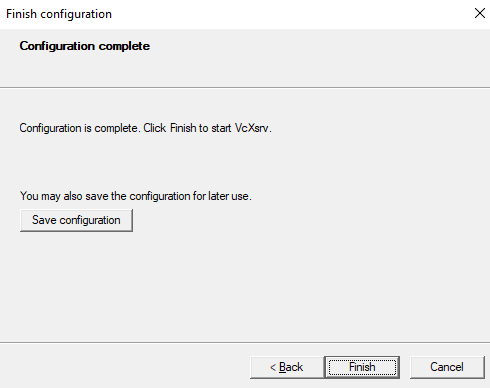 Finish configuration
Configuration complete
Configuration is complete. Click Finish to start VcXsrv.
You may also save the configuration for later use.
Save configuration
< Back
Finish
Cancel